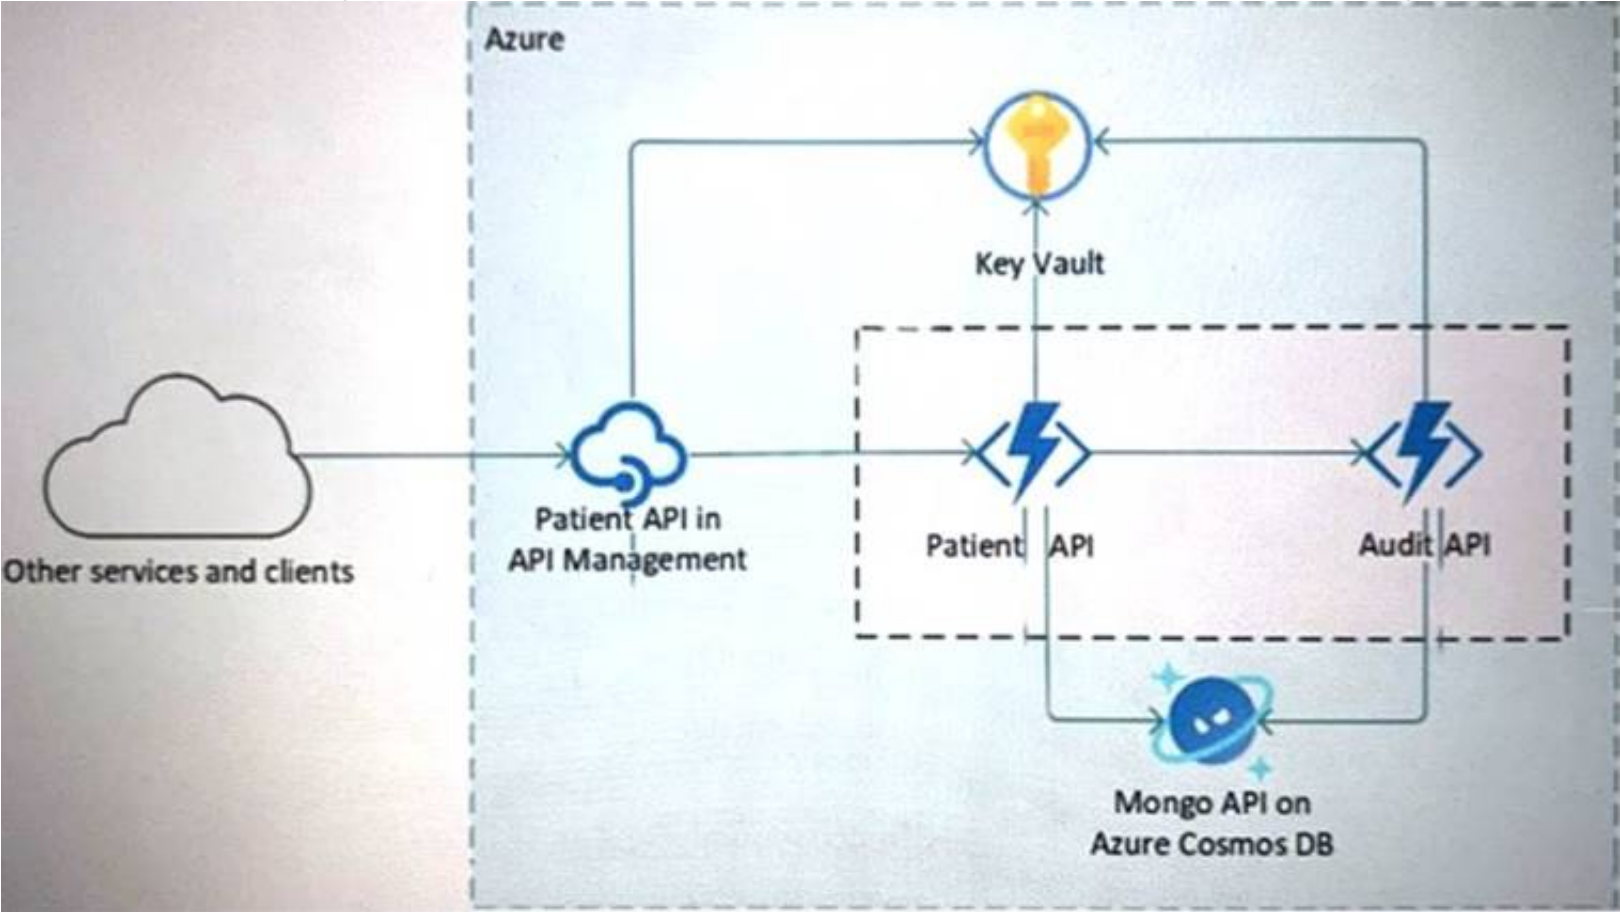 Azure
Key Vault
Patient API in
API Management
Patient API
Audit API
Other services and clients
Mongo API on
Azure Cosmos DB